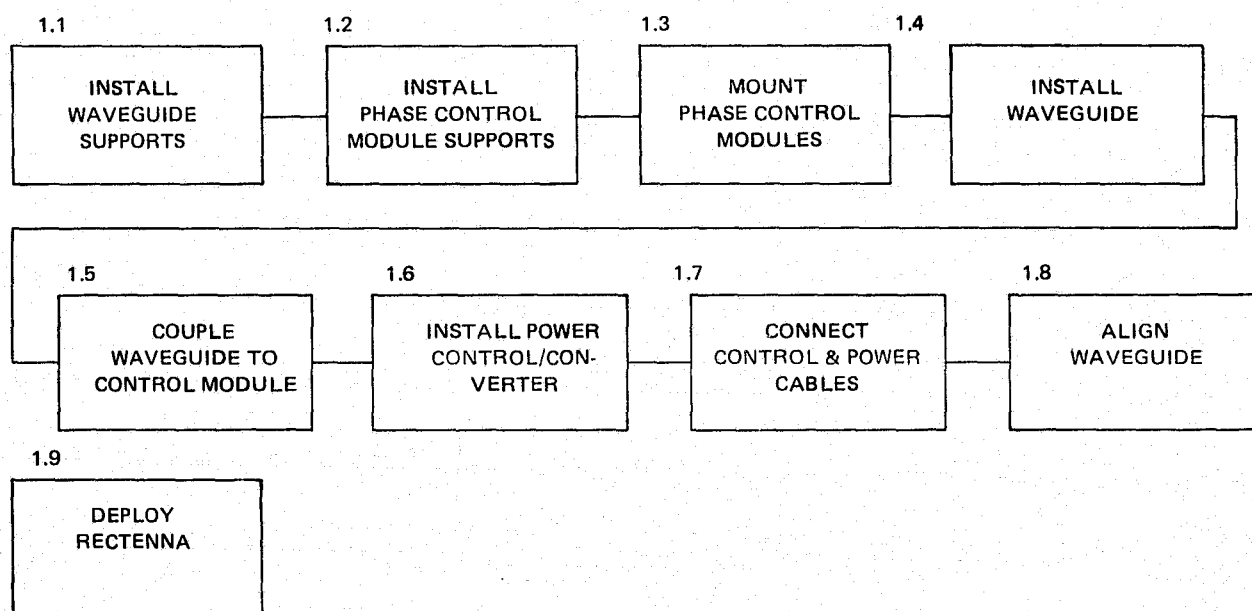 1.1
INSTALL
WAVEGUIDE
SUPPORTS
1.2
INSTALL
PHASE CONTROL
MODULE SUPPORTS
1.3
MOUNT
PHASE CONTROL
MODULES
1.4
INSTALL
WAVEGUIDE
1.5
COUPLE
WAVEGUIDE TO
CONTROL MODULE
1.6
INSTALL POWER
CONTROL/CON-
VERTER
1.7
CONNECT
CONTROL & POWER
CABLES
1.8
ALIGN
WAVEGUIDE
1.9
DEPLOY
RECTENNA